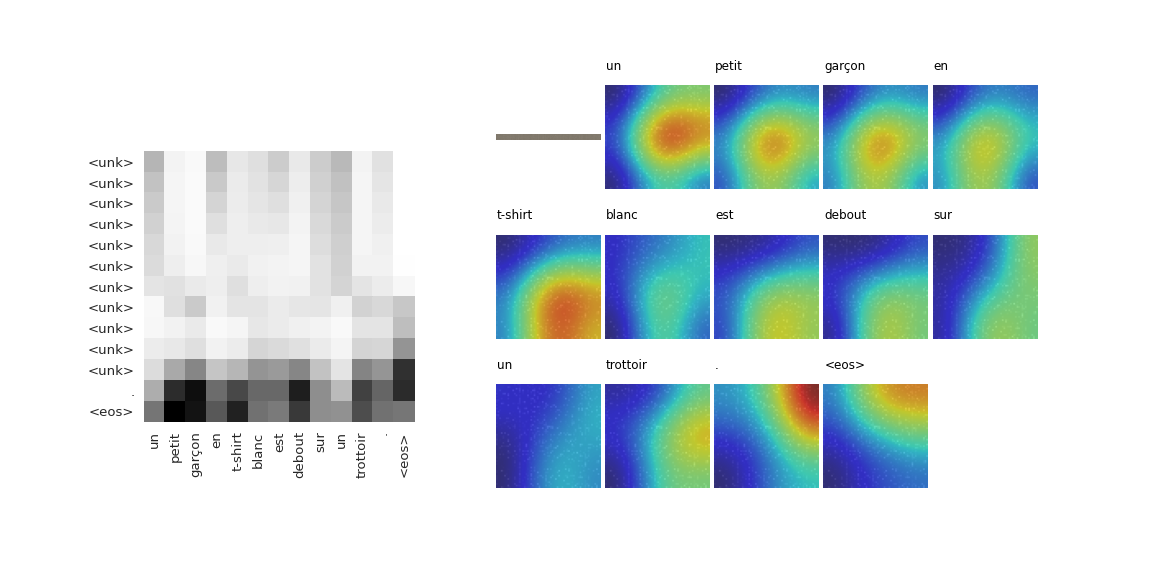 <unk>
<unk>
<unk>
<unk>
<unk>
<unk>
<unk>
<unk>
<unk>
<unk>
<unk>
.
<eos>
un petit garçon en t-shirt blanc est debout sur un trottoir . <eos>
un petit garçon en
t-shirt blanc est debout sur
un trottoir . <eos>